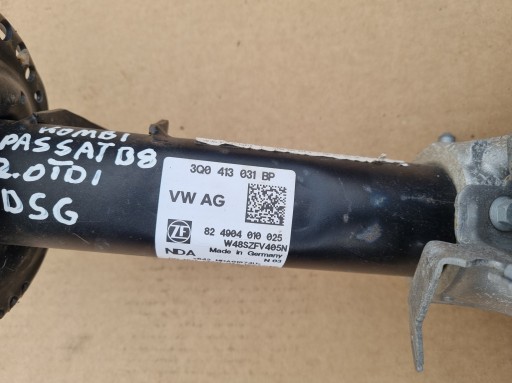 KOMBI
PASSAT B8
2.0TDI
DSG
3Q0 413 031 BP
VW AG
ZF
82 4904 010 025
W48SZFV405N
NDA
Made in Germany
N 03